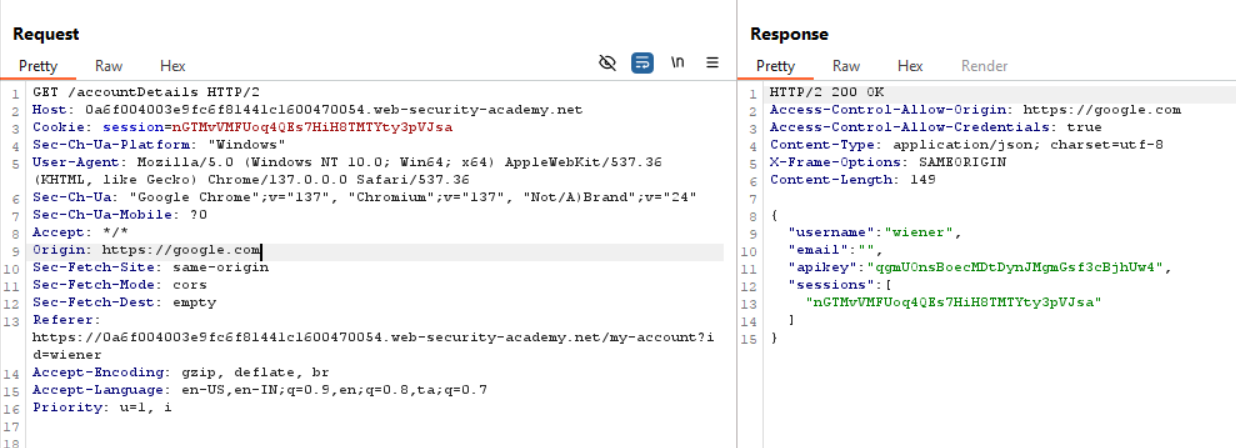 Request
Pretty Raw Hex
\n
1 GET /accountDetails HTTP/2
2 Host: 0a6f004003e9fc6f81441c1600470054.web-security-academy.net
3 Cookie: session=nGTMvVMFUoq4QEs7HiH8TMTYty3pVJsa
4 Sec-Ch-Ua-Platform: "Windows"
5 User-Agent: Mozilla/5.0 (Windows NT 10.0; Win64; x64) AppleWebKit/537.36
(KHTML, like Gecko) Chrome/137.0.0.0 Safari/537.36
6 Sec-Ch-Ua: "Google Chrome";v="137", "Chromium";v="137", "Not/A)Brand";v="24"
7 Sec-Ch-Ua-Mobile: ?0
8 Accept: */*
9 Origin: https://google.com
10 Sec-Fetch-Site: same-origin
11 Sec-Fetch-Mode: cors
12 Sec-Fetch-Dest: empty
13 Referer:
https://0a6f004003e9fc6f81441c1600470054.web-security-academy.net/my-account?i
d=wiener
14 Accept-Encoding: gzip, deflate, br
15 Accept-Language: en-US,en-IN;q=0.9,en;q=0.8,ta;q=0.7
16 Priority: u=1, i
17
18
Response
Pretty Raw Hex Render
1 HTTP/2 200 OK
2 Access-Control-Allow-Origin: https://google.com
3 Access-Control-Allow-Credentials: true
4 Content-Type: application/json; charset=utf-8
5 X-Frame-Options: SAMEORIGIN
6 Content-Length: 149
7
8 {
9 "username":"wiener",
10 "email":"",
11 "apikey":"qgmU0nsBoecMDtDynJMgmGsf3cBjhUw4",
12 "sessions":[
13 "nGTMvVMFUoq4QEs7HiH8TMTYty3pVJsa"
14 ]
15 }